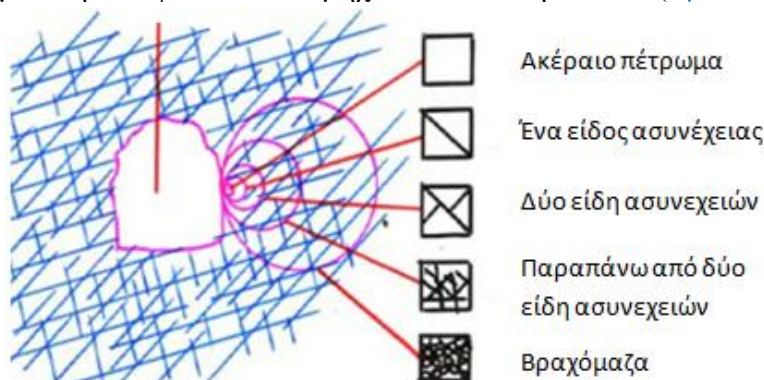 Ακέραιο πέτρωμα
Ένα είδος ασυνέχειας
Δύο είδη ασυνεχειών
Παραπάνω από δύο
είδη ασυνεχειών
Βραχόμαζα